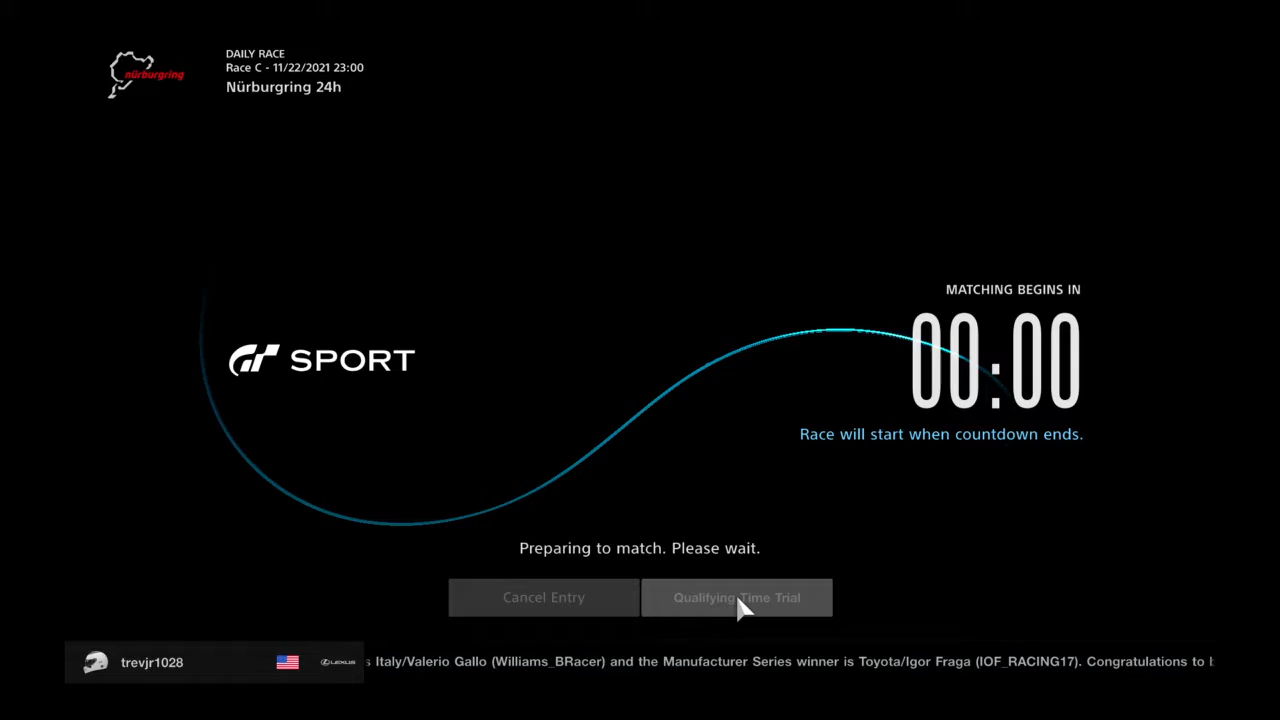 nürburgring
DAILY RACE
Race C - 11/22/2021 23:00
Nürburgring 24h
MATCHING BEGINS IN
00:00
GT SPORT
Race will start when countdown ends.
Preparing to match. Please wait.
Cancel Entry
Qualifying Time Trial
trevjr1028
LEXUS
s Italy/Valerio Gallo (Williams_BRacer) and the Manufacturer Series winner is Toyota/Igor Fraga (IOF_RACING17). Congratulations to